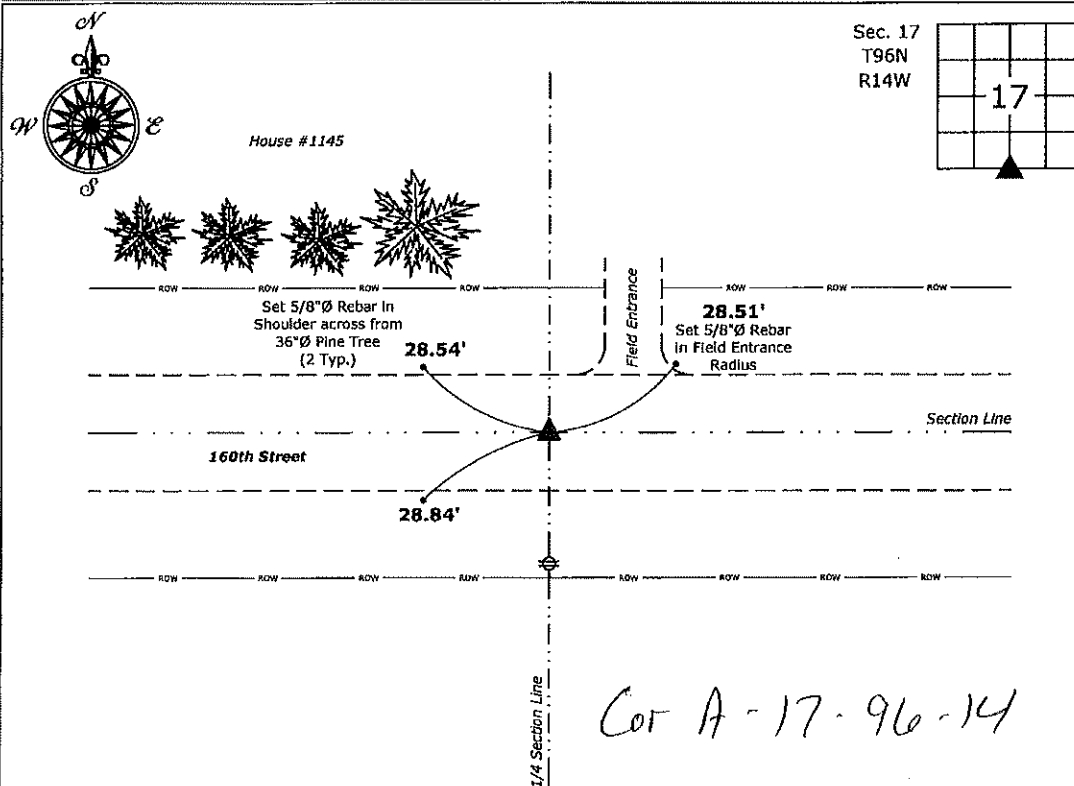 N
W
E
S
Sec. 17
T96N
R14W
17
House #1145
ROW ROW ROW ROW ROW ROW ROW
Set 5/8"Ø Rebar in
Shoulder across from
36"Ø Pine Tree
(2 Typ.)
28.54'
Field Entrance
28.51'
Set 5/8"Ø Rebar
in Field Entrance
Radius
Section Line
160th Street
28.84'
ROW ROW ROW ROW ROW ROW ROW ROW
1/4 Section Line
Cor A-17-96-14